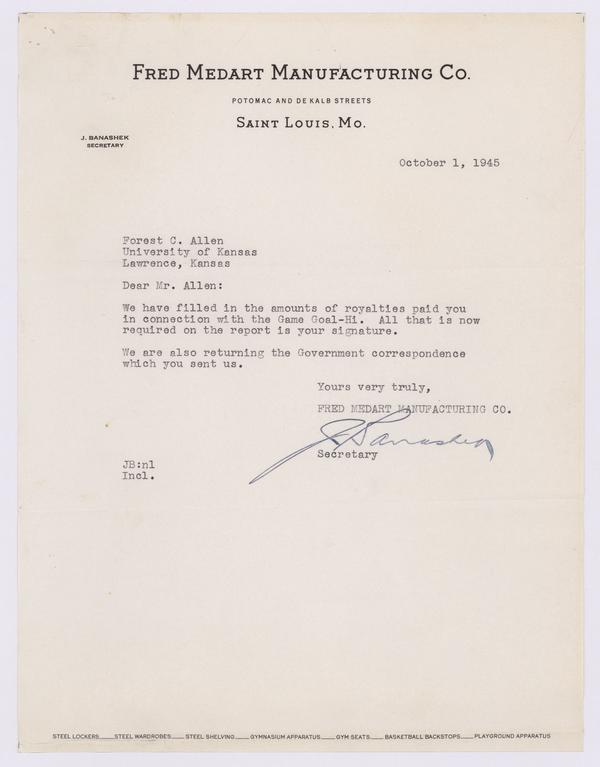 FRED MEDART MANUFACTURING CO.
POTOMAC AND DE KALB STREETS
SAINT LOUIS, MO.
J. BANASHEK
SECRETARY
October 1, 1945
Forest C. Allen
University of Kansas
Lawrence, Kansas
Dear Mr. Allen:
We have filled in the amounts of royalties paid you
in connection with the Game Goal-Hi. All that is now
required on the report is your signature.
We are also returning the Government correspondence
which you sent us.
Yours very truly,
FRED MEDART MANUFACTURING CO.
J. Banashek
Secretary
JB:nl
Incl.
STEEL LOCKERS STEEL WARDROBES STEEL SHELVING GYMNASIUM APPARATUS GYM SEATS BASKETBALL BACKSTOPS PLAYGROUND APPARATUS